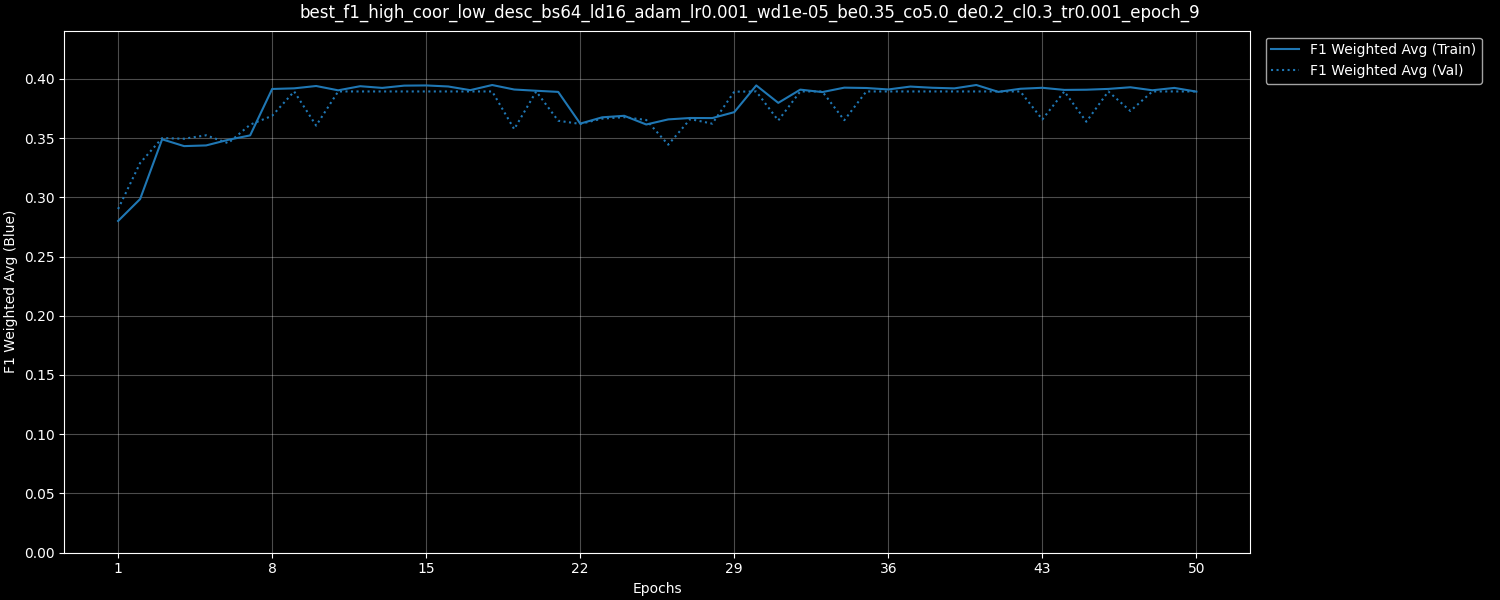 best_f1_high_coor_low_desc_bs64_ld16_adam_lr0.001_wd1e-05_be0.35_co5.0_de0.2_cl0.3_tr0.001_epoch_9
F1 Weighted Avg (Train)
F1 Weighted Avg (Val)
F1 Weighted Avg (Blue)
0.40
0.35
0.30
0.25
0.20
0.15
0.10
0.05
0.00
1 8 15 22 29 36 43 50
Epochs